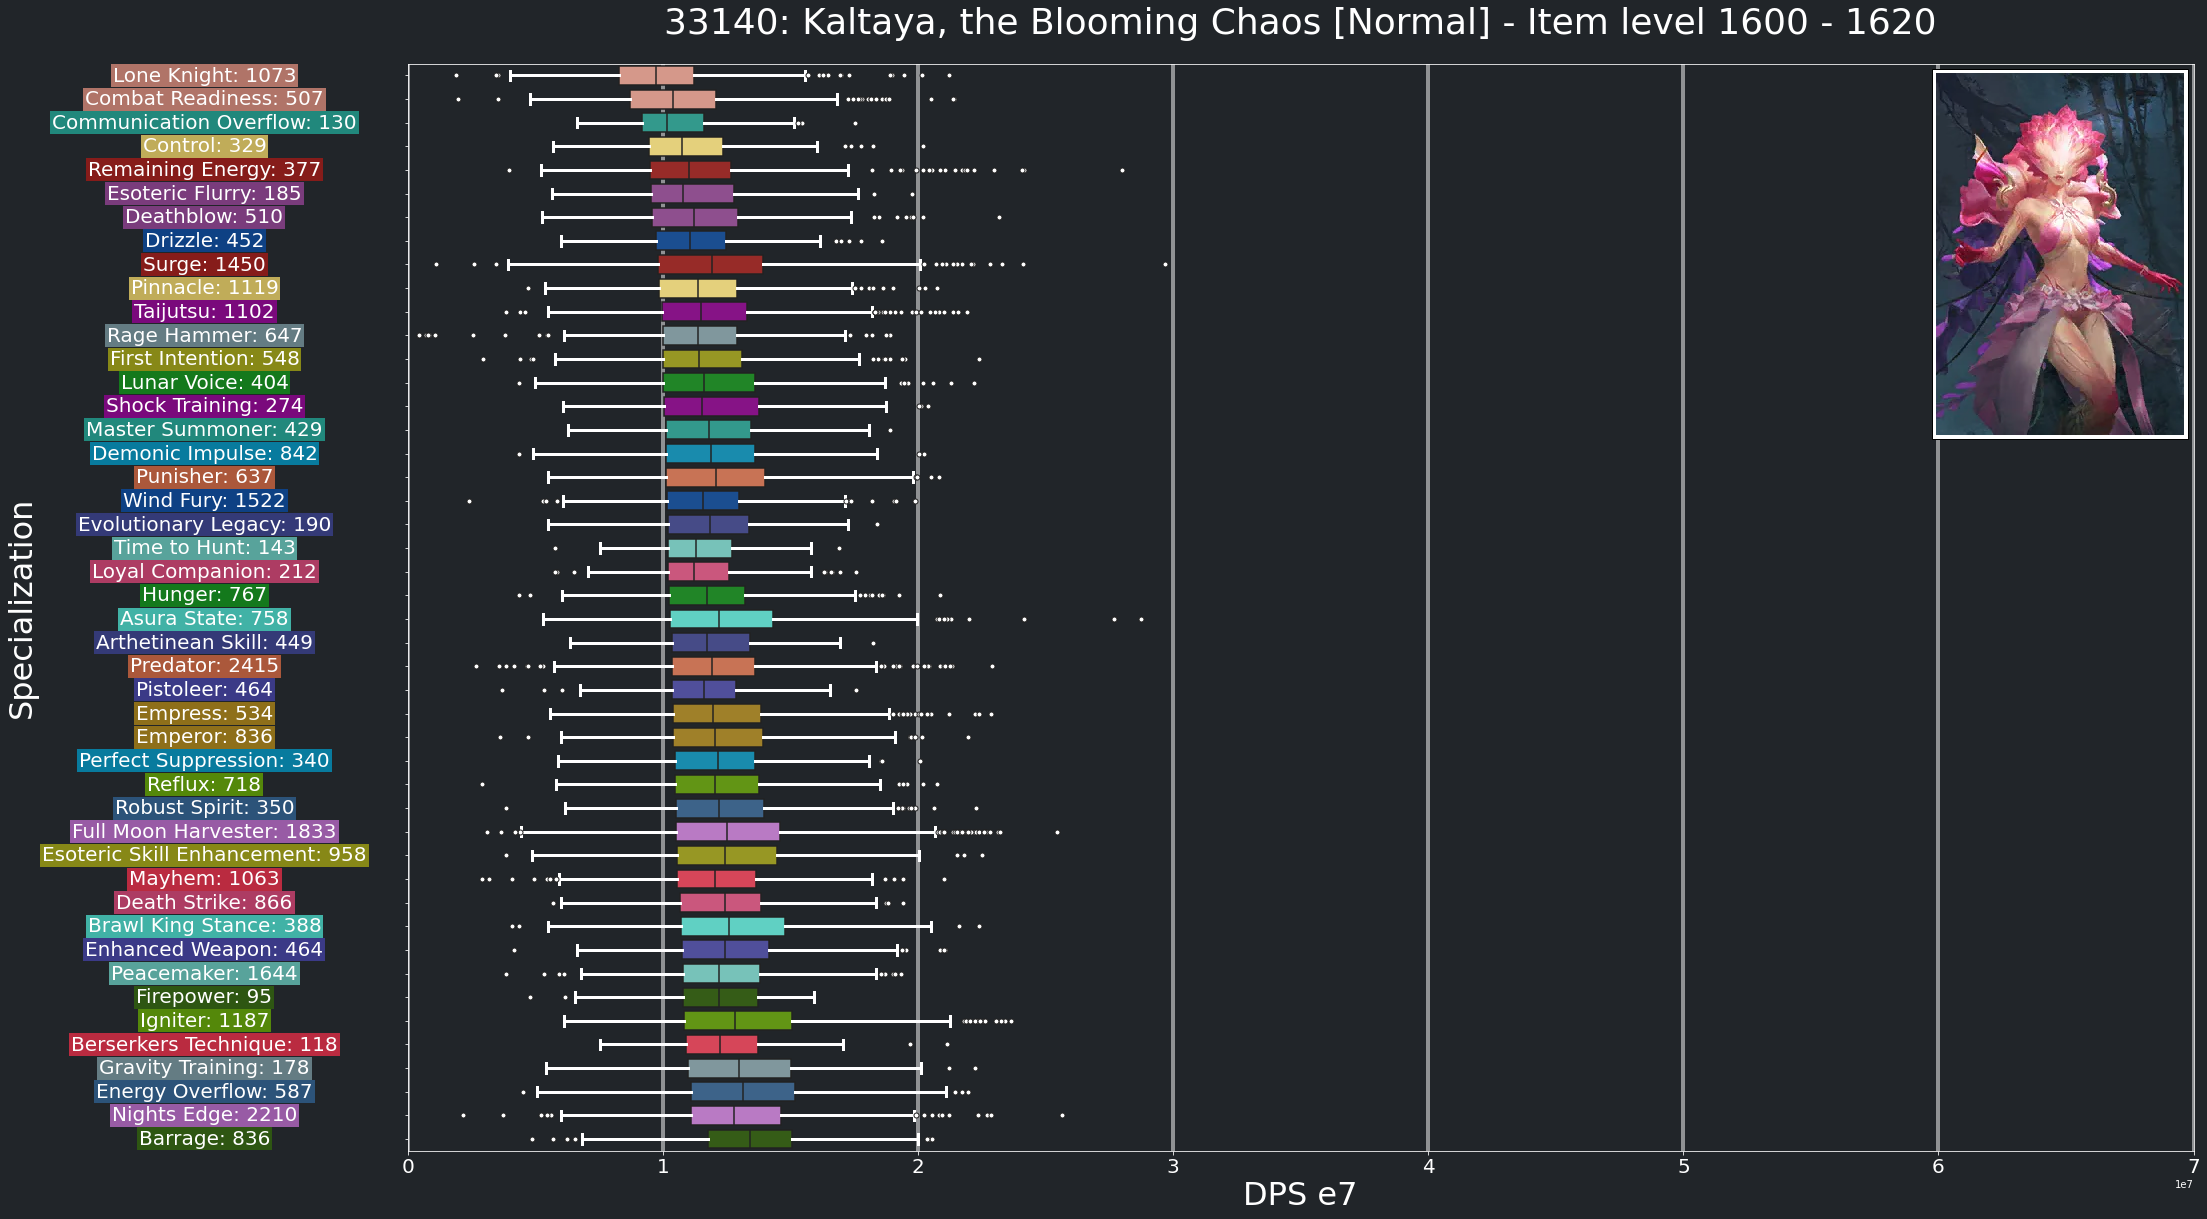 33140: Kaltaya, the Blooming Chaos [Normal] - Item level 1600 - 1620
Specialization
Lone Knight: 1073
Combat Readiness: 507
Communication Overflow: 130
Control: 329
Remaining Energy: 377
Esoteric Flurry: 185
Deathblow: 510
Drizzle: 452
Surge: 1450
Pinnacle: 1119
Taijutsu: 1102
Rage Hammer: 647
First Intention: 548
Lunar Voice: 404
Shock Training: 274
Master Summoner: 429
Demonic Impulse: 842
Punisher: 637
Wind Fury: 1522
Evolutionary Legacy: 190
Time to Hunt: 143
Loyal Companion: 212
Hunger: 767
Asura State: 758
Arthetinean Skill: 449
Predator: 2415
Pistoleer: 464
Empress: 534
Emperor: 836
Perfect Suppression: 340
Reflux: 718
Robust Spirit: 350
Full Moon Harvester: 1833
Esoteric Skill Enhancement: 958
Mayhem: 1063
Death Strike: 866
Brawl King Stance: 388
Enhanced Weapon: 464
Peacemaker: 1644
Firepower: 95
Igniter: 1187
Berserkers Technique: 118
Gravity Training: 178
Energy Overflow: 587
Nights Edge: 2210
Barrage: 836
0 1 2 3 4 5 6 7
1e7
DPS e7